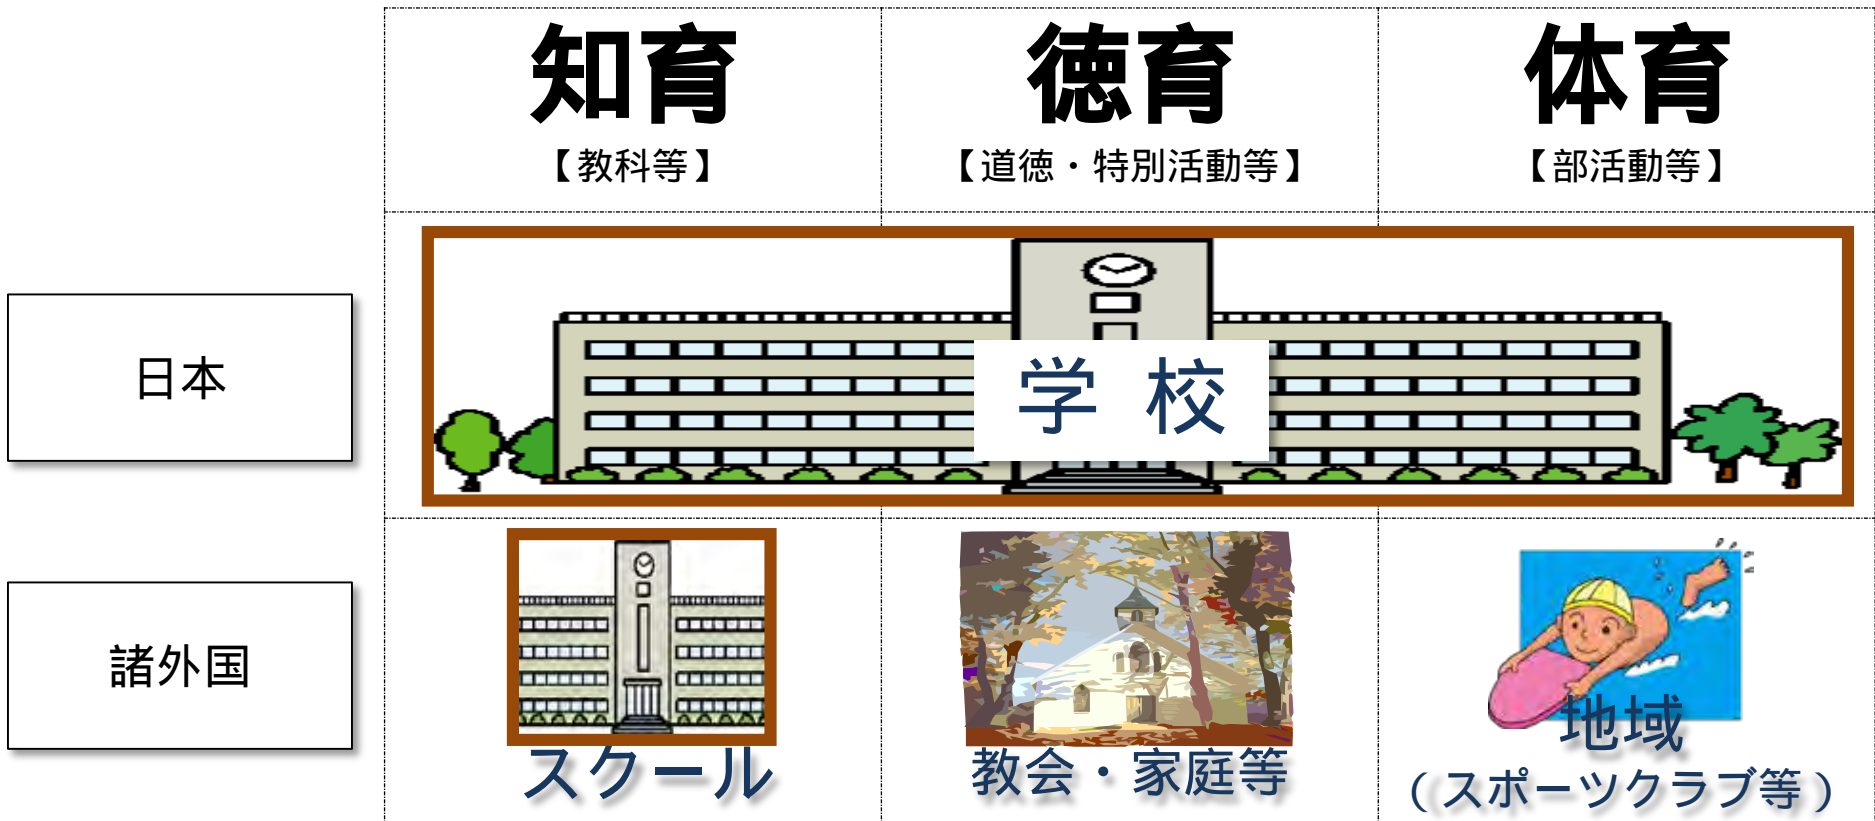 知育
徳育
体育
【教科等】
【道徳・特別活動等】
【部活動等】
日本
学 校
諸外国
スクール
教会・家庭等
地域
(スポーツクラブ等)